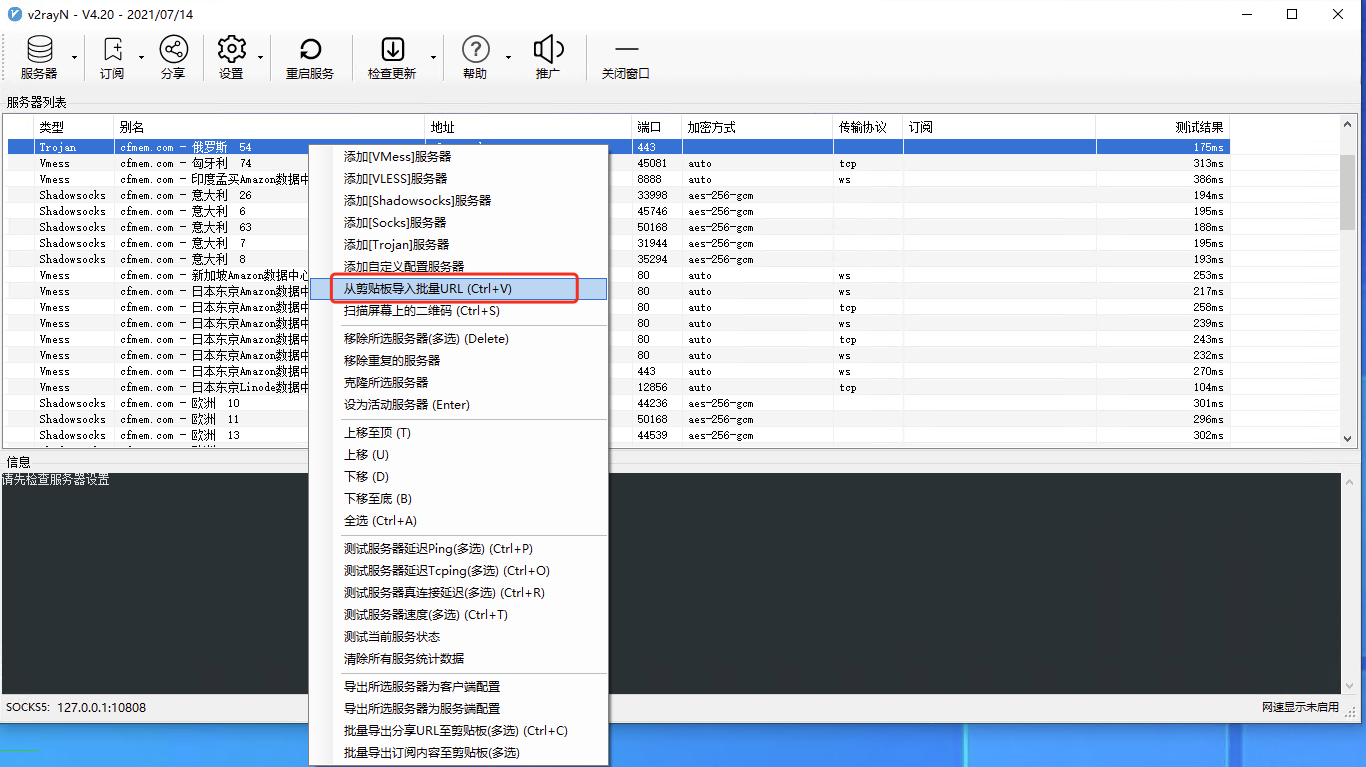 v2rayN - V4.20 - 2021/07/14
服务器 订阅 分享 设置 重启服务 检查更新 帮助 推广 关闭窗口
服务器列表
类型 别名 地址 端口 加密方式 传输协议 订阅 测试结果
Trojan cfmem.com - 俄罗斯 54 443 175ms
Vmess cfmem.com - 匈牙利 74 45081 auto tcp 313ms
Vmess cfmem.com - 印度孟买Amazon数据中 8888 auto ws 386ms
Shadowsocks cfmem.com - 意大利 26 33998 aes-256-gcm 194ms
Shadowsocks cfmem.com - 意大利 6 45746 aes-256-gcm 195ms
Shadowsocks cfmem.com - 意大利 63 50168 aes-256-gcm 188ms
Shadowsocks cfmem.com - 意大利 7 31944 aes-256-gcm 195ms
Shadowsocks cfmem.com - 意大利 8 35294 aes-256-gcm 193ms
Vmess cfmem.com - 新加坡Amazon数据中心 80 auto ws 253ms
Vmess cfmem.com - 日本东京Amazon数据中 80 auto ws 217ms
Vmess cfmem.com - 日本东京Amazon数据中 80 auto tcp 258ms
Vmess cfmem.com - 日本东京Amazon数据中 80 auto ws 239ms
Vmess cfmem.com - 日本东京Amazon数据中 80 auto tcp 243ms
Vmess cfmem.com - 日本东京Amazon数据中 80 auto ws 232ms
Vmess cfmem.com - 日本东京Amazon数据中 443 auto ws 270ms
Vmess cfmem.com - 日本东京Linode数据中 12856 auto tcp 104ms
Shadowsocks cfmem.com - 欧洲 10 44236 aes-256-gcm 301ms
Shadowsocks cfmem.com - 欧洲 11 50168 aes-256-gcm 296ms
Shadowsocks cfmem.com - 欧洲 13 44539 aes-256-gcm 302ms
添加[VMess]服务器
添加[VLESS]服务器
添加[Shadowsocks]服务器
添加[Socks]服务器
添加[Trojan]服务器
添加自定义配置服务器
从剪贴板导入批量URL (Ctrl+V)
扫描屏幕上的二维码 (Ctrl+S)
移除所选服务器(多选) (Delete)
移除重复的服务器
克隆所选服务器
设为活动服务器 (Enter)
上移至顶 (T)
上移 (U)
下移 (D)
下移至底 (B)
全选 (Ctrl+A)
测试服务器延迟Ping(多选) (Ctrl+P)
测试服务器延迟Tcping(多选) (Ctrl+O)
测试服务器真连接延迟(多选) (Ctrl+R)
测试服务器速度(多选) (Ctrl+T)
测试当前服务状态
清除所有服务统计数据
导出所选服务器为客户端配置
导出所选服务器为服务端配置
批量导出分享URL至剪贴板(多选) (Ctrl+C)
批量导出订阅内容至剪贴板(多选)
信息
请先检查服务器设置
SOCKS5: 127.0.0.1:10808 网速显示未启用